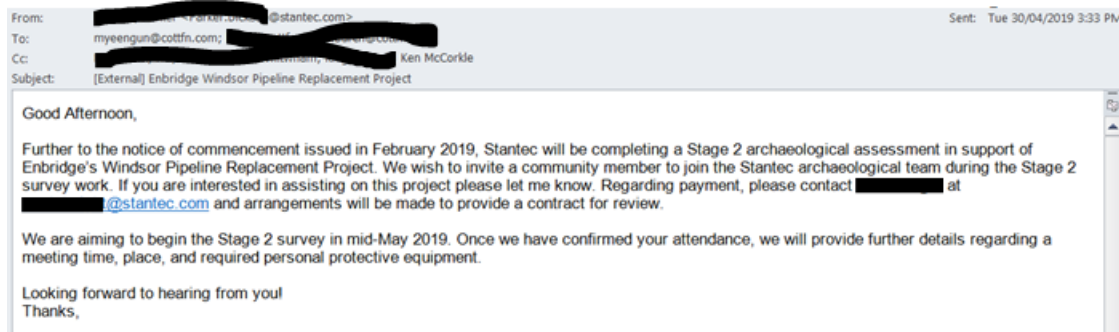 From: @stantec.com> Sent: Tue 30/04/2019 3:33 PM
To: myeengun@cottfn.com;
Cc: Ken McCorkle
Subject: [External] Enbridge Windsor Pipeline Replacement Project
Good Afternoon,
Further to the notice of commencement issued in February 2019, Stantec will be completing a Stage 2 archaeological assessment in support of
Enbridge's Windsor Pipeline Replacement Project. We wish to invite a community member to join the Stantec archaeological team during the Stage 2
survey work. If you are interested in assisting on this project please let me know. Regarding payment, please contact at
@stantec.com and arrangements will be made to provide a contract for review.
We are aiming to begin the Stage 2 survey in mid-May 2019. Once we have confirmed your attendance, we will provide further details regarding a
meeting time, place, and required personal protective equipment.
Looking forward to hearing from you!
Thanks,